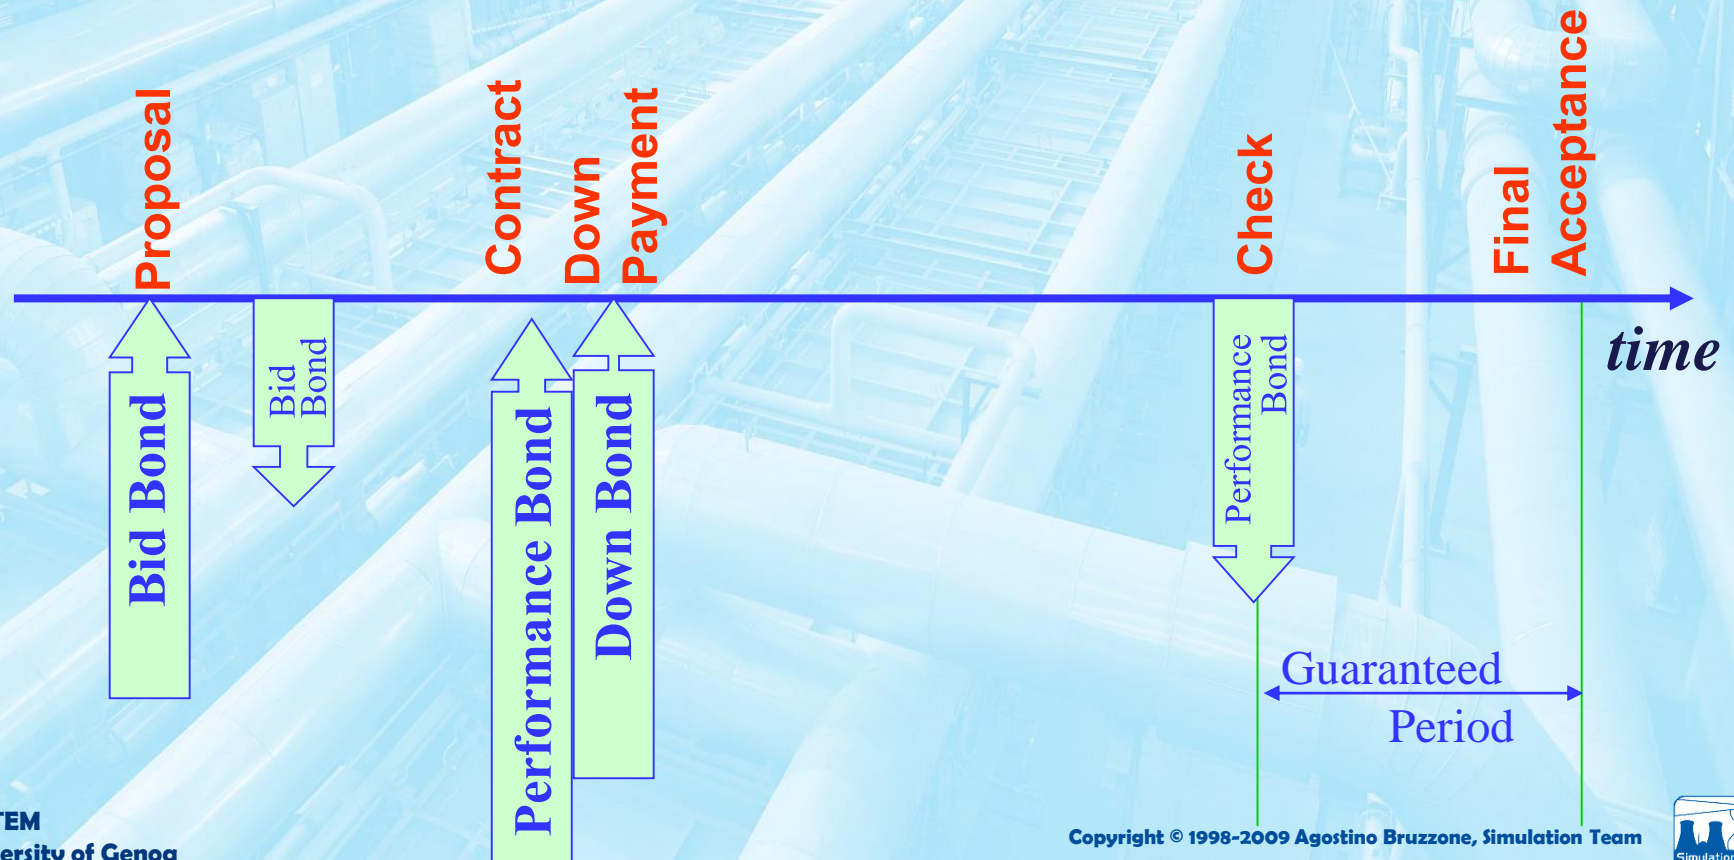 Proposal
Contract
Down
Payment
Check
Final
Acceptance
time
Bid Bond
Bid
Bond
Performance Bond
Down Bond
Performance
Bond
Guaranteed
Period
TEM
ersity of Genoa
Copyright © 1998-2009 Agostino Bruzzone, Simulation Team
Simulation